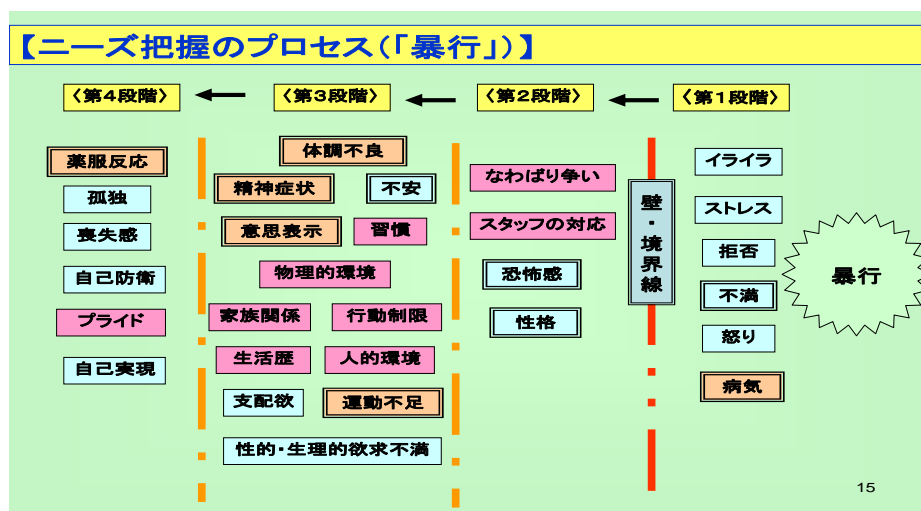 【ニーズ把握のプロセス(「暴行」)】
〈第4段階〉
〈第3段階〉
〈第2段階〉
〈第1段階〉
薬服反応
孤独
喪失感
自己防衛
プライド
自己実現
体調不良
精神症状
不安
意思表示
習慣
物理的環境
家族関係
行動制限
生活歴
人的環境
支配欲
運動不足
性的・生理的欲求不満
なわばり争い
スタッフの対応
恐怖感
性格
壁・境界線
イライラ
ストレス
拒否
不満
怒り
病気
暴行
15